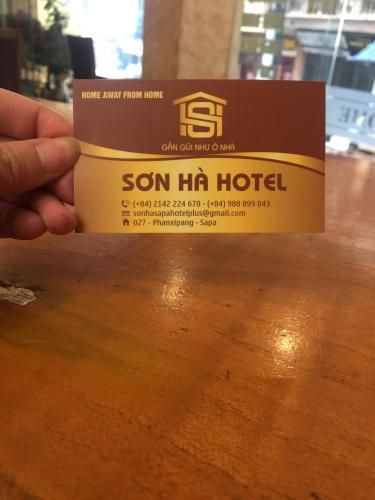 HOME AWAY FROM HOME
SH
GẦN GŨI NHƯ Ở NHÀ
SƠN HÀ HOTEL
(+84) 2142 224 678 - (+84) 988 899 043
sonhasapahotelplus@gmail.com
027 - Phanxipang - Sapa